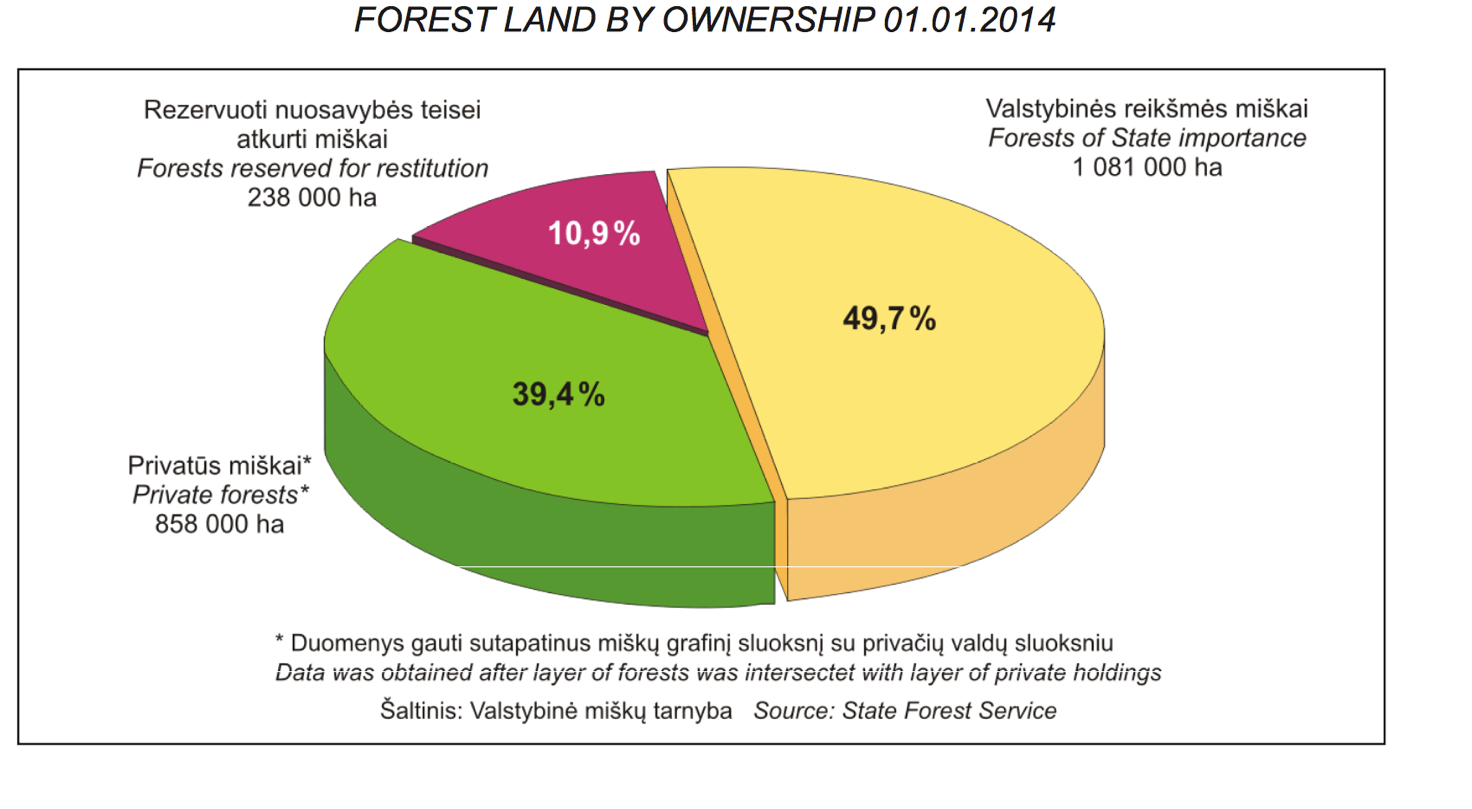 FOREST LAND BY OWNERSHIP 01.01.2014
Rezervuoti nuosavybės teisei
atkurti miškai
Forests reserved for restitution
238 000 ha
Valstybinės reikšmės miškai
Forests of State importance
1 081 000 ha
10,9%
49,7%
39,4%
Privatūs miškai*
Private forests*
858 000 ha
* Duomenys gauti sutapatinus miškų grafinį sluoksnį su privačių valdų sluoksniu
Data was obtained after layer of forests was intersectet with layer of private holdings
Šaltinis: Valstybinė miškų tarnyba Source: State Forest Service